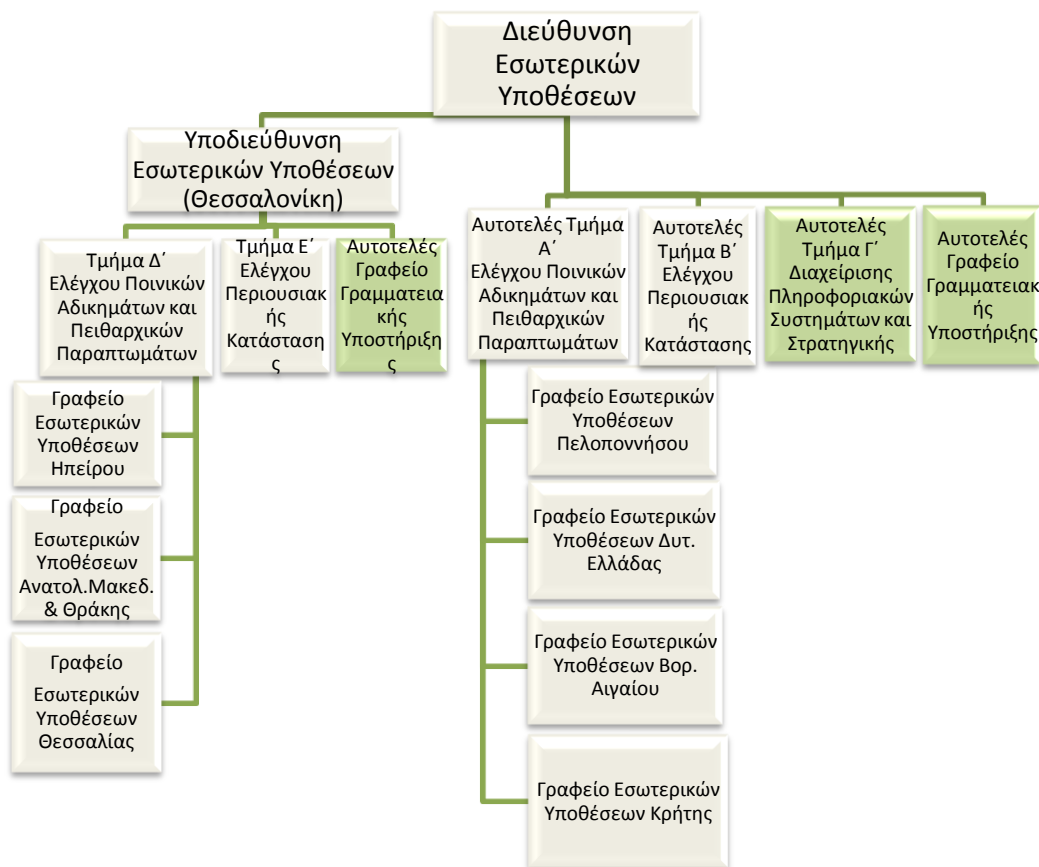 Διεύθυνση
Εσωτερικών
Υποθέσεων
Υποδιεύθυνση
Εσωτερικών Υποθέσεων
(Θεσσαλονίκη)
Τμήμα Δ΄
Ελέγχου Ποινικών
Αδικημάτων και
Πειθαρχικών
Παραπτωμάτων
Τμήμα Ε΄
Ελέγχου
Περιουσιακ
ής
Κατάσταση
ς
Αυτοτελές
Γραφείο
Γραμματεια
κής
Υποστήριξη
ς
Αυτοτελές Τμήμα
Α΄
Ελέγχου Ποινικών
Αδικημάτων και
Πειθαρχικών
Παραπτωμάτων
Αυτοτελές
Τμήμα Β΄
Ελέγχου
Περιουσιακ
ής
Κατάστασης
Αυτοτελές
Τμήμα Γ΄
Διαχείρισης
Πληροφοριακών
Συστημάτων και
Στρατηγικής
Αυτοτελές
Γραφείο
Γραμματειακ
ής
Υποστήριξης
Γραφείο
Εσωτερικών
Υποθέσεων
Ηπείρου
Γραφείο
Εσωτερικών
Υποθέσεων
Ανατολ.Μακεδ.
& Θράκης
Γραφείο
Εσωτερικών
Υποθέσεων
Θεσσαλίας
Γραφείο Εσωτερικών
Υποθέσεων
Πελοποννήσου
Γραφείο Εσωτερικών
Υποθέσεων Δυτ.
Ελλάδας
Γραφείο Εσωτερικών
Υποθέσεων Βορ.
Αιγαίου
Γραφείο Εσωτερικών
Υποθέσεων Κρήτης